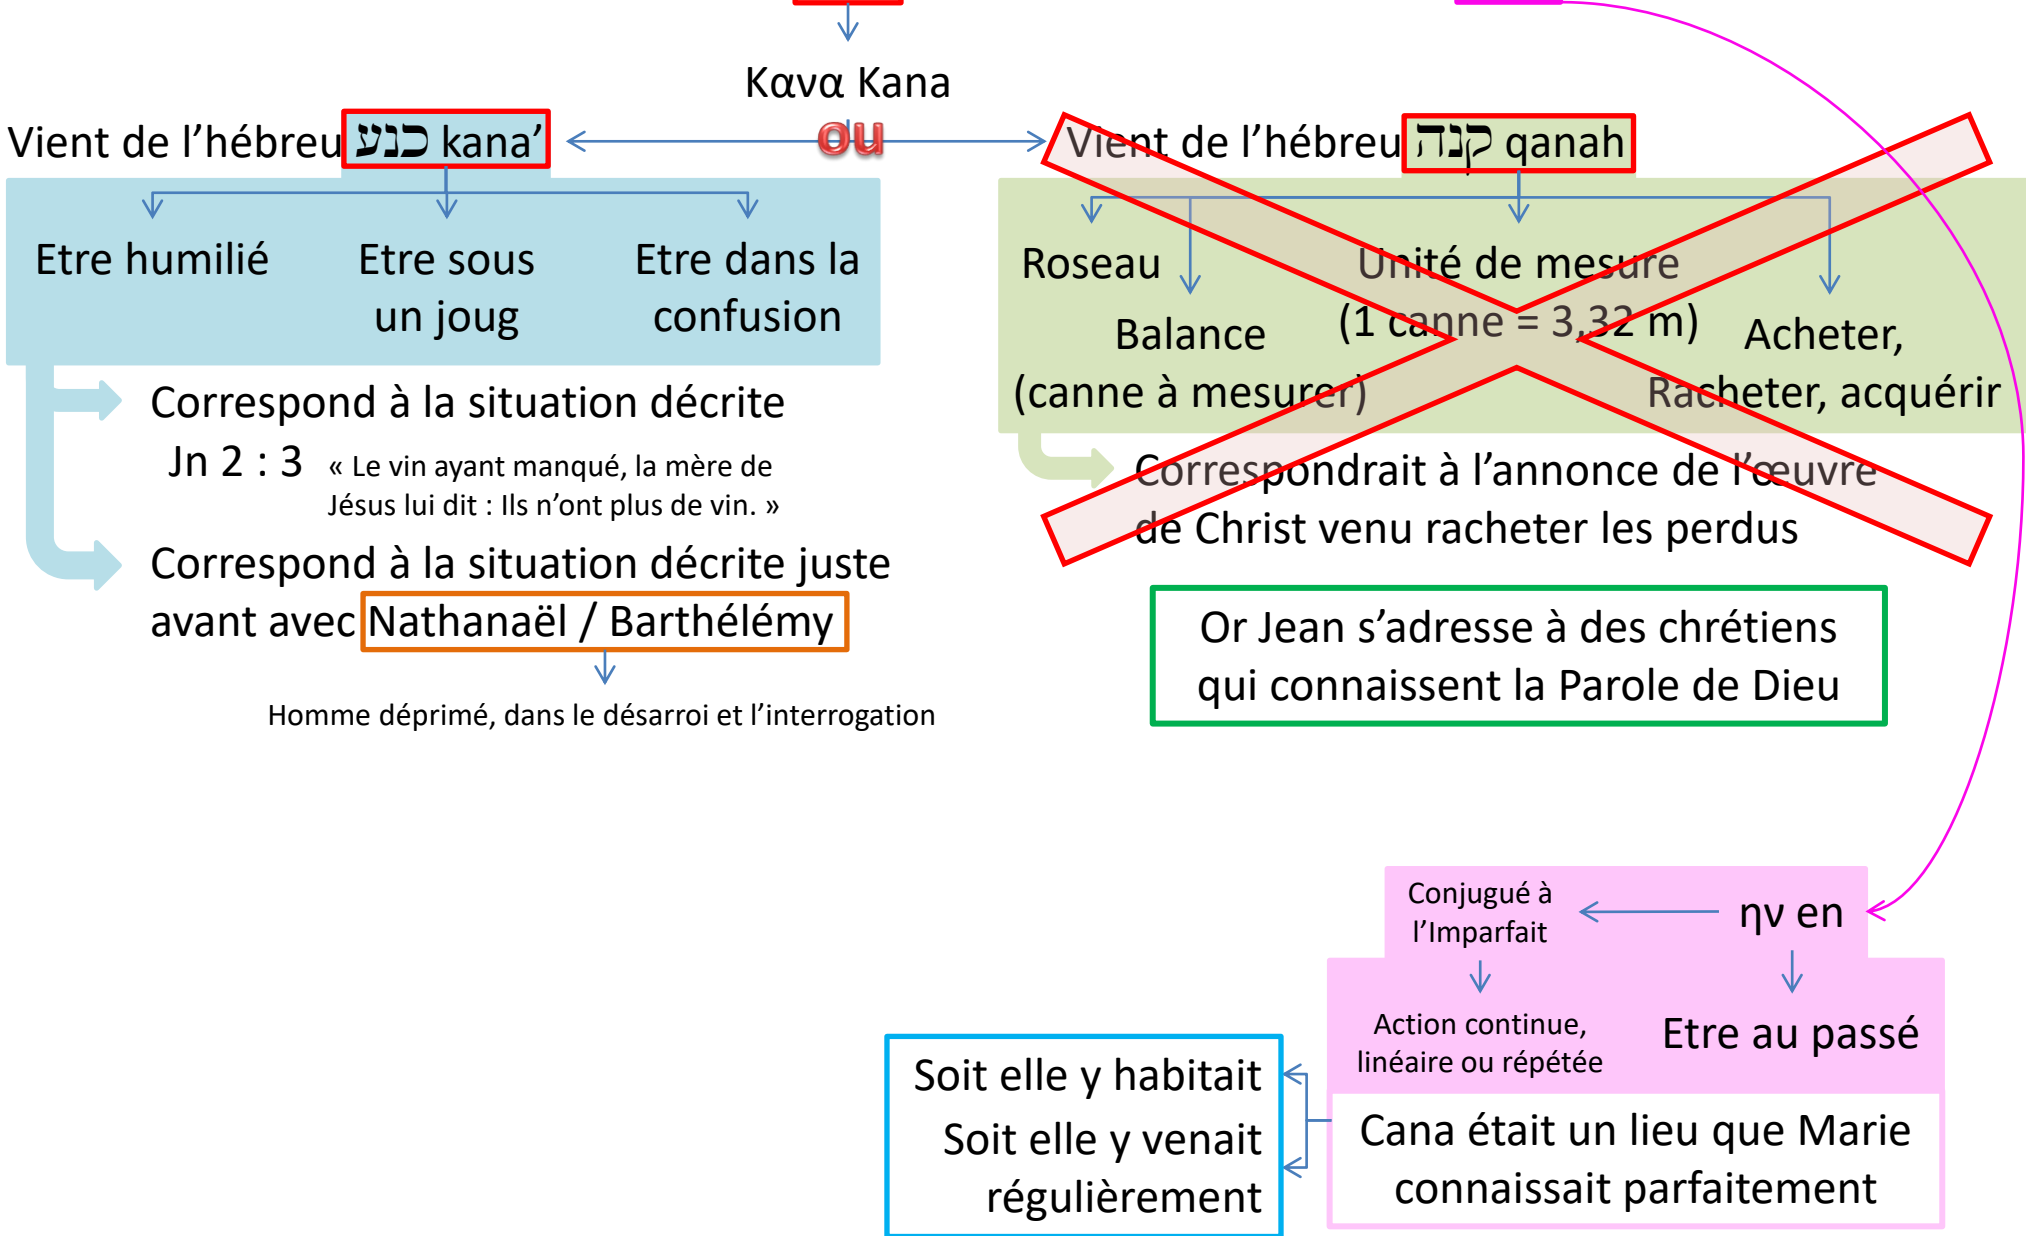 Κανα Kana
ou
Vient de l’hébreu כנע kana’
Etre humilié
Etre sous
un joug
Etre dans la
confusion
Correspond à la situation décrite
Jn 2 : 3 « Le vin ayant manqué, la mère de
Jésus lui dit : Ils n'ont plus de vin. »
Correspond à la situation décrite juste
avant avec Nathanaël / Barthélémy
Homme déprimé, dans le désarroi et l’interrogation
Vient de l’hébreu קנה qanah
Roseau
Balance
(canne à mesurer)
Unité de mesure
(1 canne = 3,32 m)
Acheter,
Racheter, acquérir
Correspondrait à l’annonce de l’œuvre
de Christ venu racheter les perdus
Or Jean s’adresse à des chrétiens
qui connaissent la Parole de Dieu
ην en
Conjugué à
l’Imparfait
Action continue,
linéaire ou répétée
Etre au passé
Cana était un lieu que Marie
connaissait parfaitement
Soit elle y habitait
Soit elle y venait
régulièrement